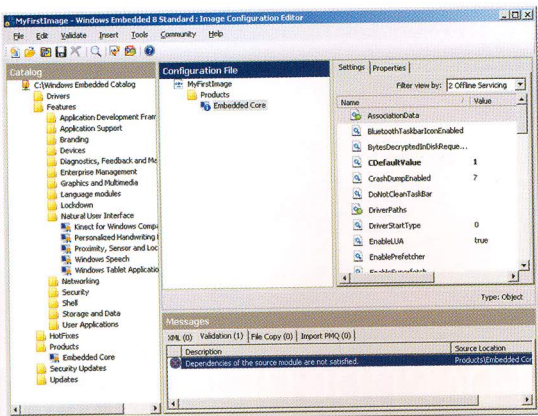 MyFirstImage - Windows Embedded 8 Standard : Image Configuration Editor
File Edit Validate Insert Tools Community Help
Catalog
C:\Windows Embedded Catalog
Drivers
Features
Application Development Fram
Application Support
Branding
Devices
Diagnostics, Feedback and Ma
Enterprise Management
Graphics and Multimedia
Language modules
Lockdown
Natural User Interface
Kinect for Windows Compa
Personalized Handwriting
Proximity, Sensor and Loc
Windows Speech
Windows Tablet Applicatio
Networking
Security
Shell
Storage and Data
User Applications
HotFixes
Products
Embedded Core
Security Updates
Updates
Configuration File
MyFirstImage
Products
Embedded Core
Settings Properties
Filter view by: 2 Offline Servicing
Name / Value
AssociationData
BluetoothTaskbarIconEnabled
BytesDecryptedInDiskReque...
CDefaultValue 1
CrashDumpEnabled 7
DoNotCleanTaskBar
DriverPaths
DriverStartType 0
EnableLUA true
EnablePrefetcher
EnableSuperfetch
Type: Object
Messages
XML (0) Validation (1) File Copy (0) Import PMQ (0)
Description Source Location
Dependencies of the source module are not satisfied. Products\Embedded Cor